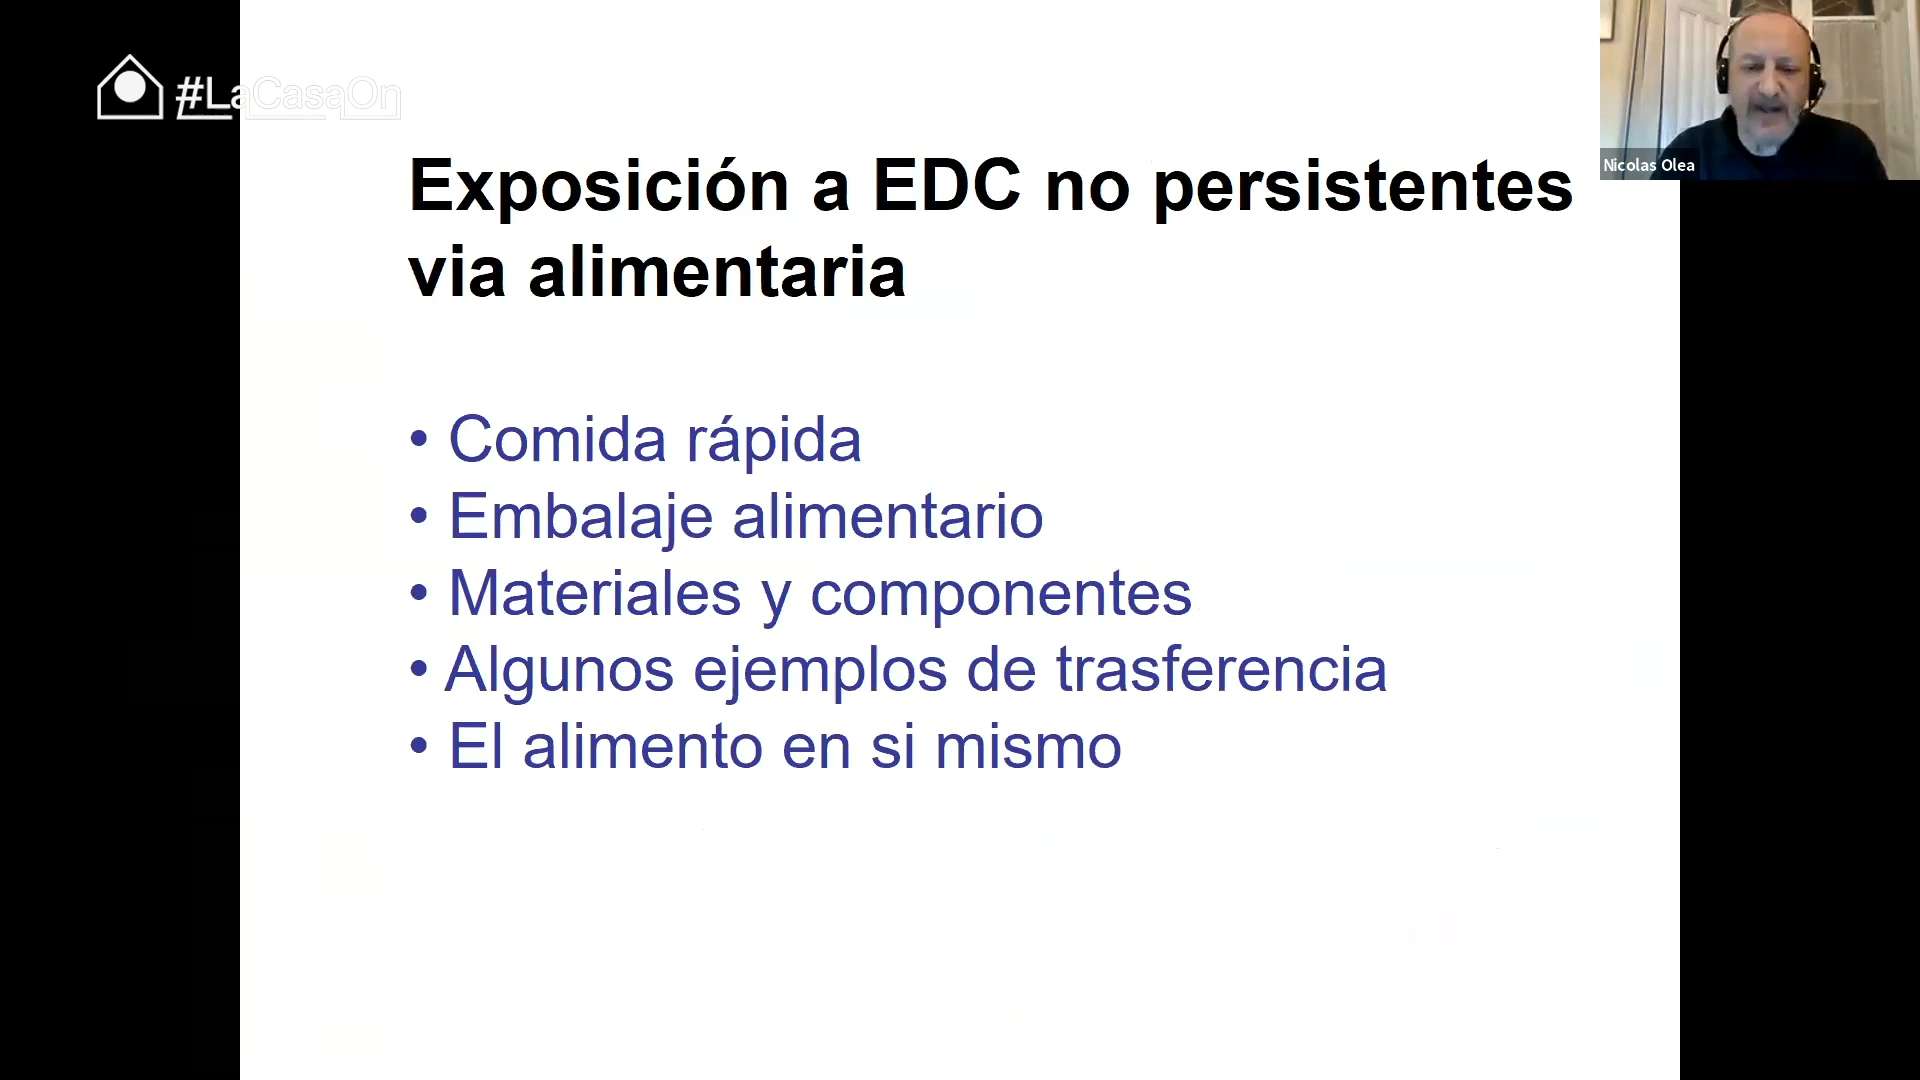 #LaCasaOn
Nicolas Olea
Exposición a EDC no persistentes
via alimentaria
• Comida rápida
• Embalaje alimentario
• Materiales y componentes
• Algunos ejemplos de trasferencia
• El alimento en si mismo